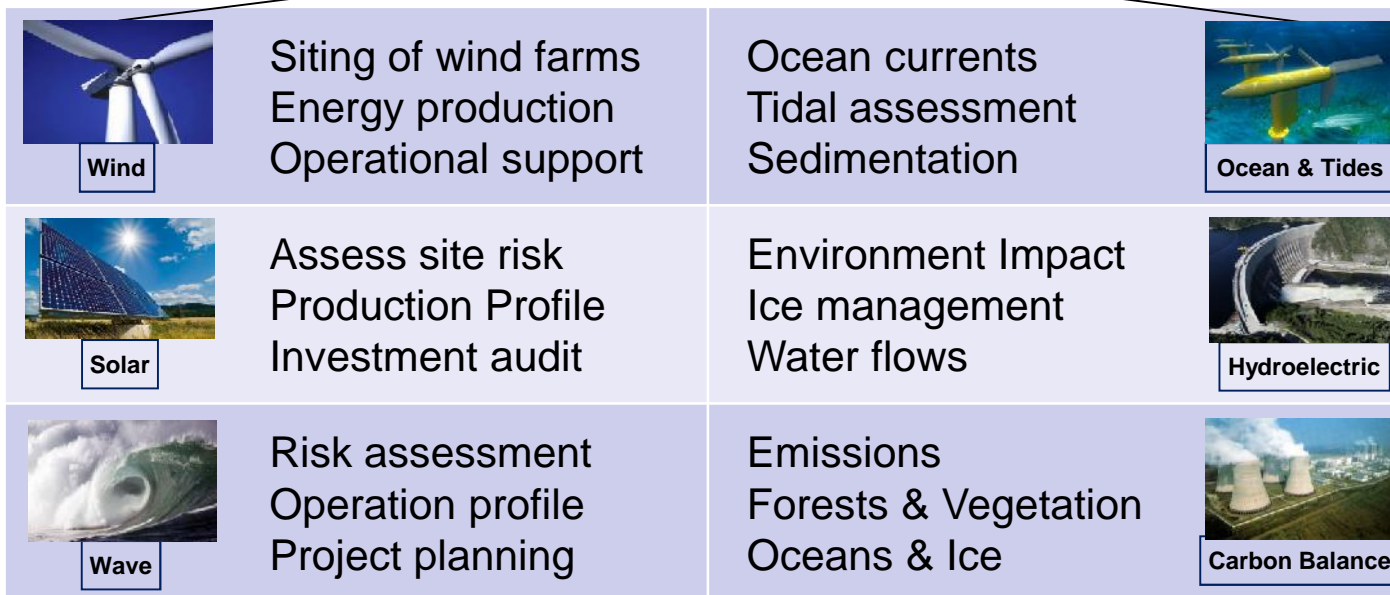 Siting of wind farms
Energy production
Operational support
Wind
Ocean currents
Tidal assessment
Sedimentation
Ocean & Tides
Assess site risk
Production Profile
Investment audit
Solar
Environment Impact
Ice management
Water flows
Hydroelectric
Risk assessment
Operation profile
Project planning
Wave
Emissions
Forests & Vegetation
Oceans & Ice
Carbon Balance